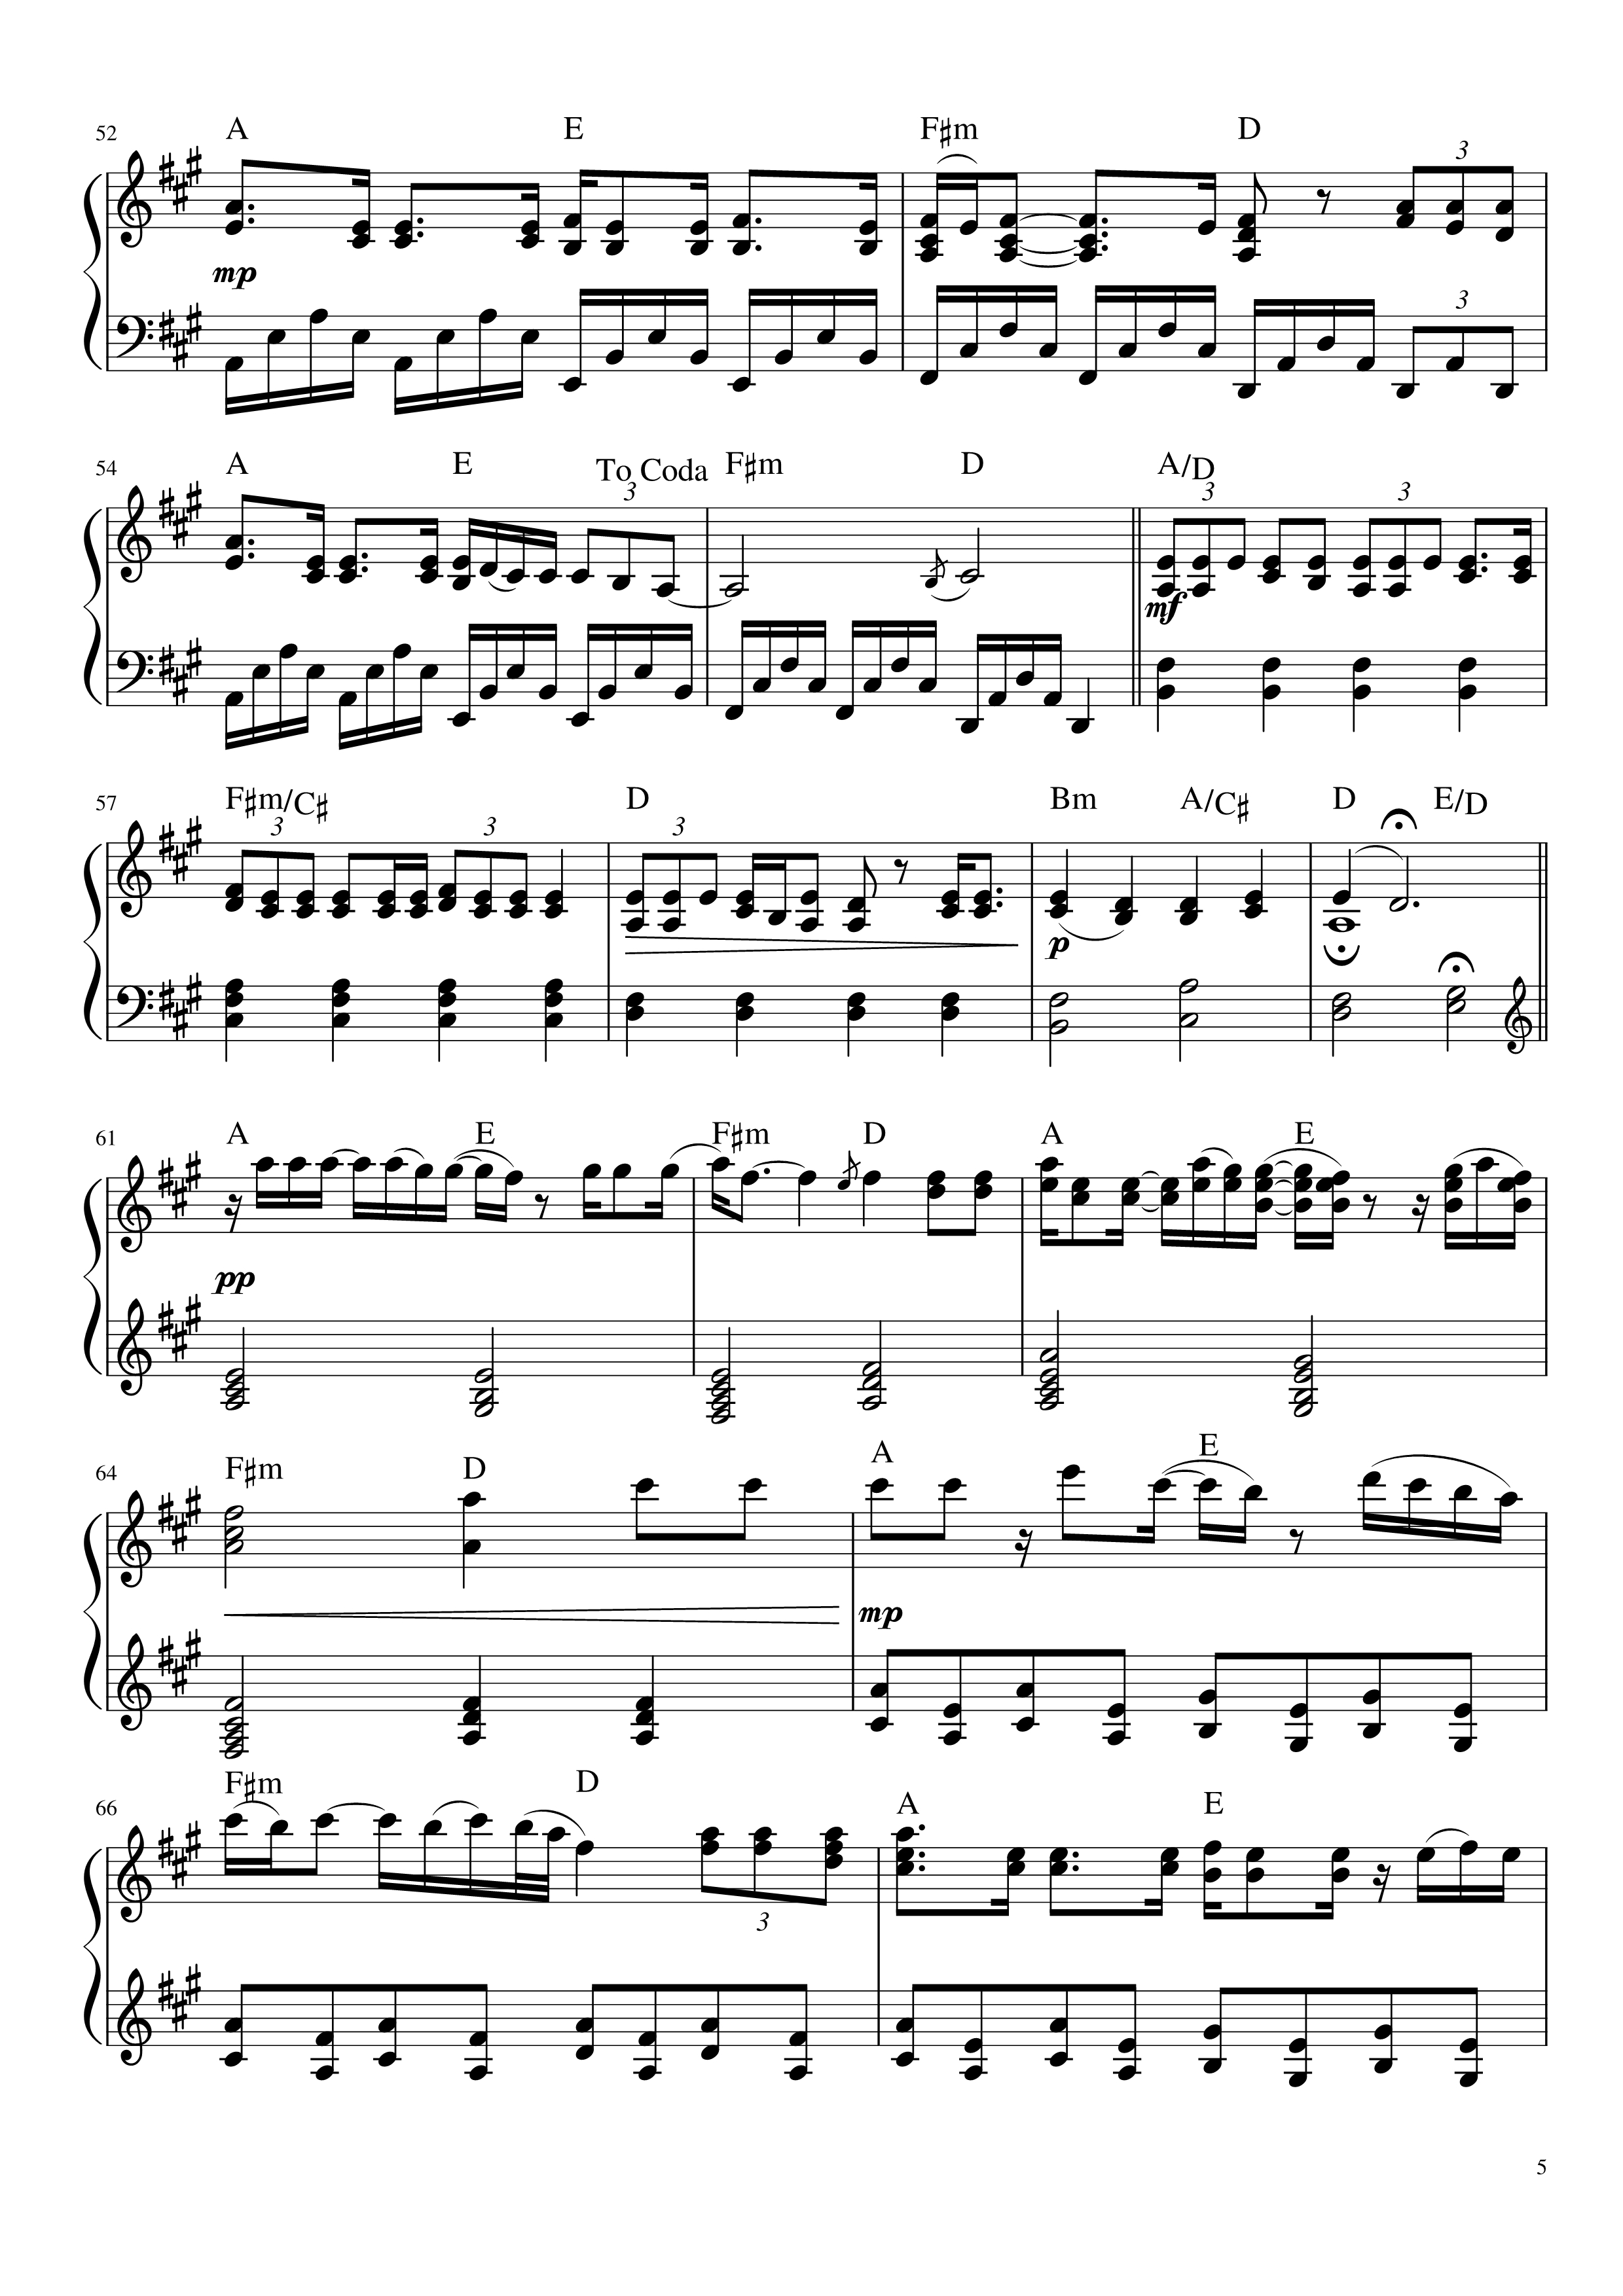 52 A E F♯m D
3
mp
3
54 A E To Coda F♯m D A/D
3 3 3
mf
57 F♯m/C♯ D Bm A/C♯ D E/D
3 3 3
p
61 A E F♯m D A E
pp
64 F♯m D A E
mp
66 F♯m D A E
3
5